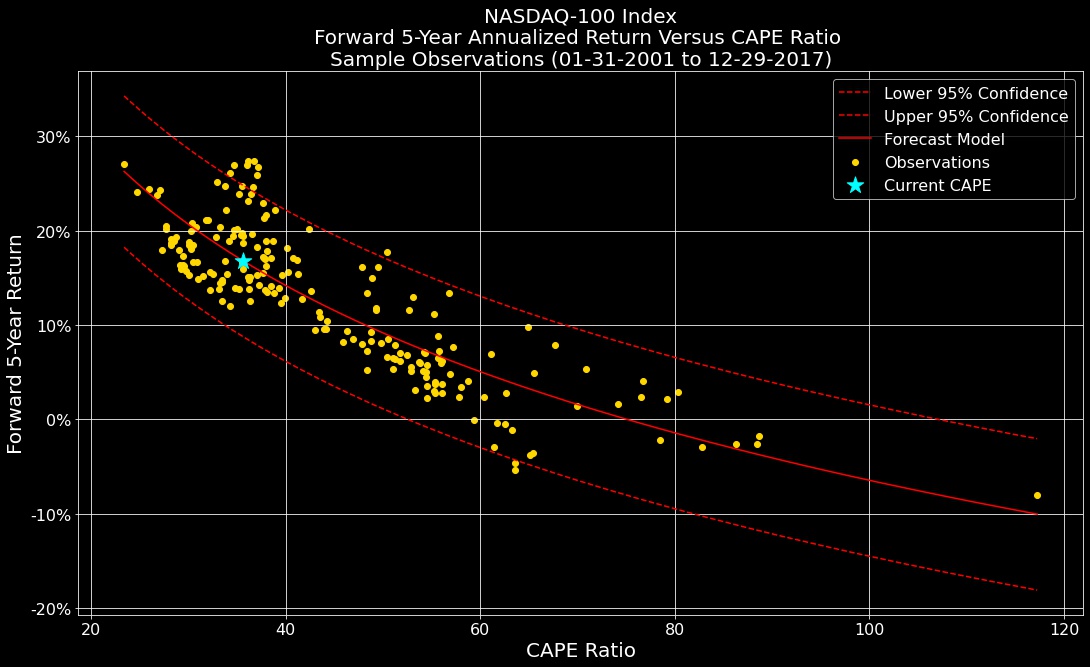 NASDAQ-100 Index
Forward 5-Year Annualized Return Versus CAPE Ratio
Sample Observations (01-31-2001 to 12-29-2017)
Lower 95% Confidence
Upper 95% Confidence
Forecast Model
Observations
Current CAPE
Forward 5-Year Return
30%
20%
10%
0%
-10%
-20%
20 40 60 80 100 120
CAPE Ratio